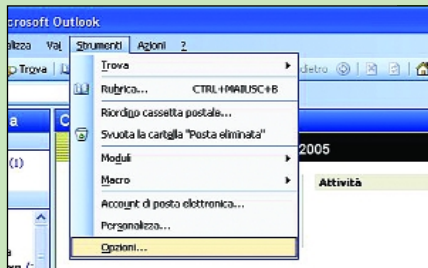 crosoft Outlook
alizza Vai Strumenti Azioni ?
Trova
dietro
Trova
Rubrica... CTRL+MAIUSC+B
Riordino cassetta postale...
Svuota la cartella "Posta eliminata"
2005
Moduli
(1)
Attività
Macro
Account di posta elettronica...
Personalizza...
Opzioni...